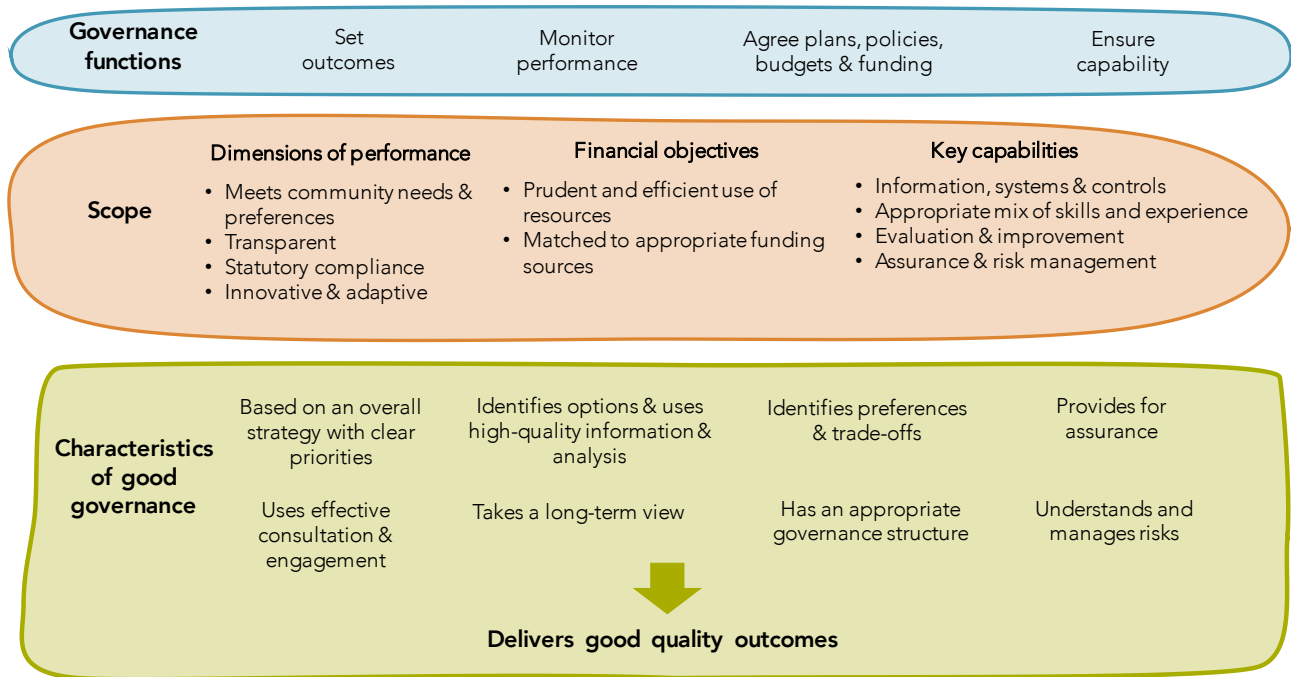 Governance
functions
Set
outcomes
Monitor
performance
Agree plans, policies,
budgets & funding
Ensure
capability
Scope
Dimensions of performance
• Meets community needs &
preferences
• Transparent
• Statutory compliance
• Innovative & adaptive
Financial objectives
• Prudent and efficient use of
resources
• Matched to appropriate funding
sources
Key capabilities
• Information, systems & controls
• Appropriate mix of skills and experience
• Evaluation & improvement
• Assurance & risk management
Characteristics
of good
governance
Based on an overall
strategy with clear
priorities
Identifies options & uses
high-quality information &
analysis
Identifies preferences
& trade-offs
Provides for
assurance
Uses effective
consultation &
engagement
Takes a long-term view
Has an appropriate
governance structure
Understands and
manages risks
Delivers good quality outcomes